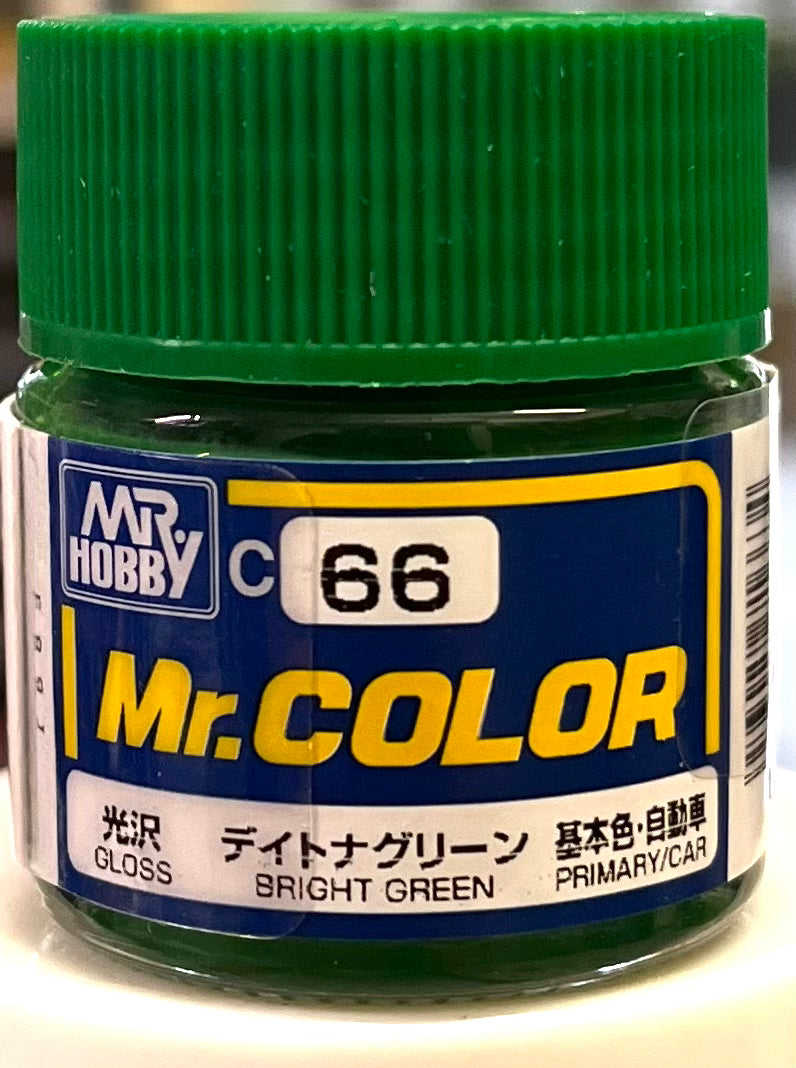 MR.
HOBBY
C 66
Mr.COLOR
光沢 デイトナグリーン 基本色・自動車
GLOSS BRIGHT GREEN PRIMARY/CAR